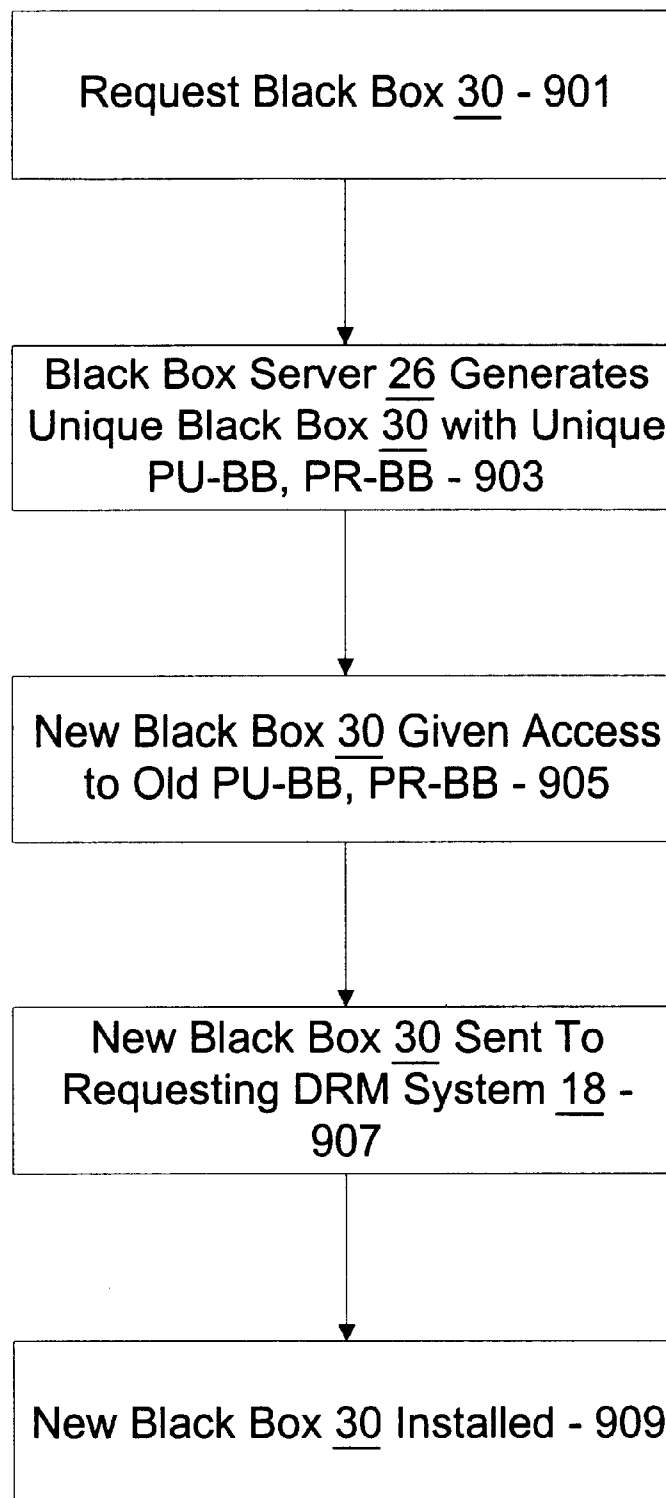 Request Black Box 30 - 901
Black Box Server 26 Generates
Unique Black Box 30 with Unique
PU-BB, PR-BB - 903
New Black Box 30 Given Access
to Old PU-BB, PR-BB - 905
New Black Box 30 Sent To
Requesting DRM System 18 -
907
New Black Box 30 Installed - 909